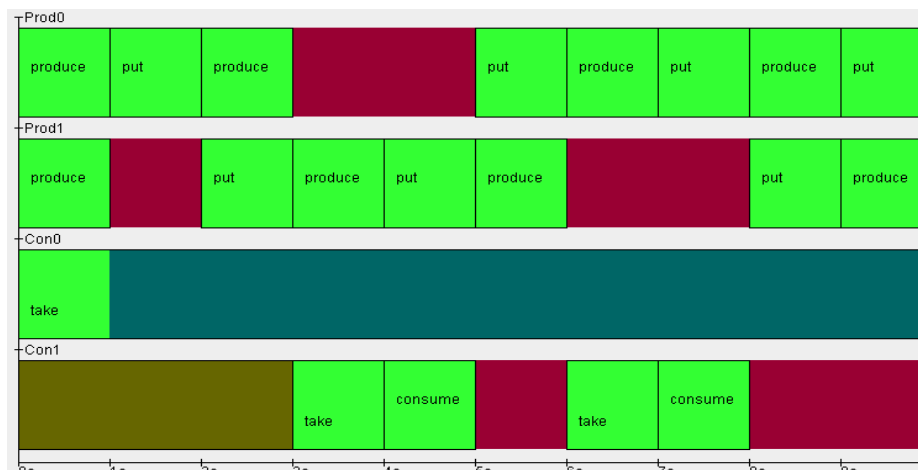 Prod0
produce put produce put produce put produce put
Prod1
produce put produce put produce put produce
Con0
take
Con1
take consume take consume